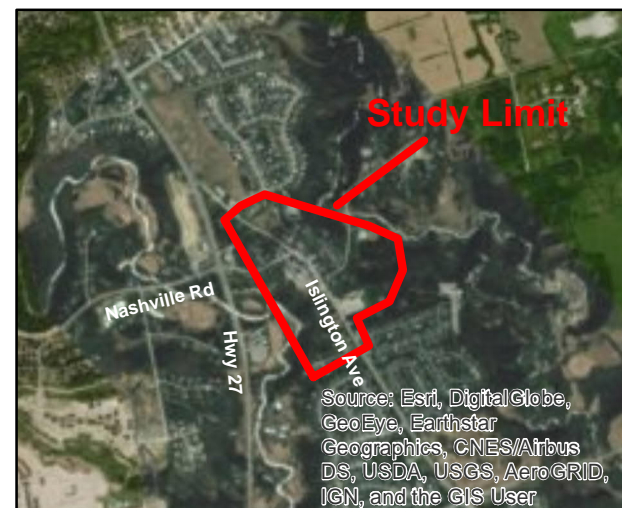 Study Limit
Nashville Rd
Islington Ave
Hwy 27
Source: Esri, DigitalGlobe,
GeoEye, Earthstar
Geographics, CNES/Airbus
DS, USDA, USGS, AeroGRID,
IGN, and the GIS User